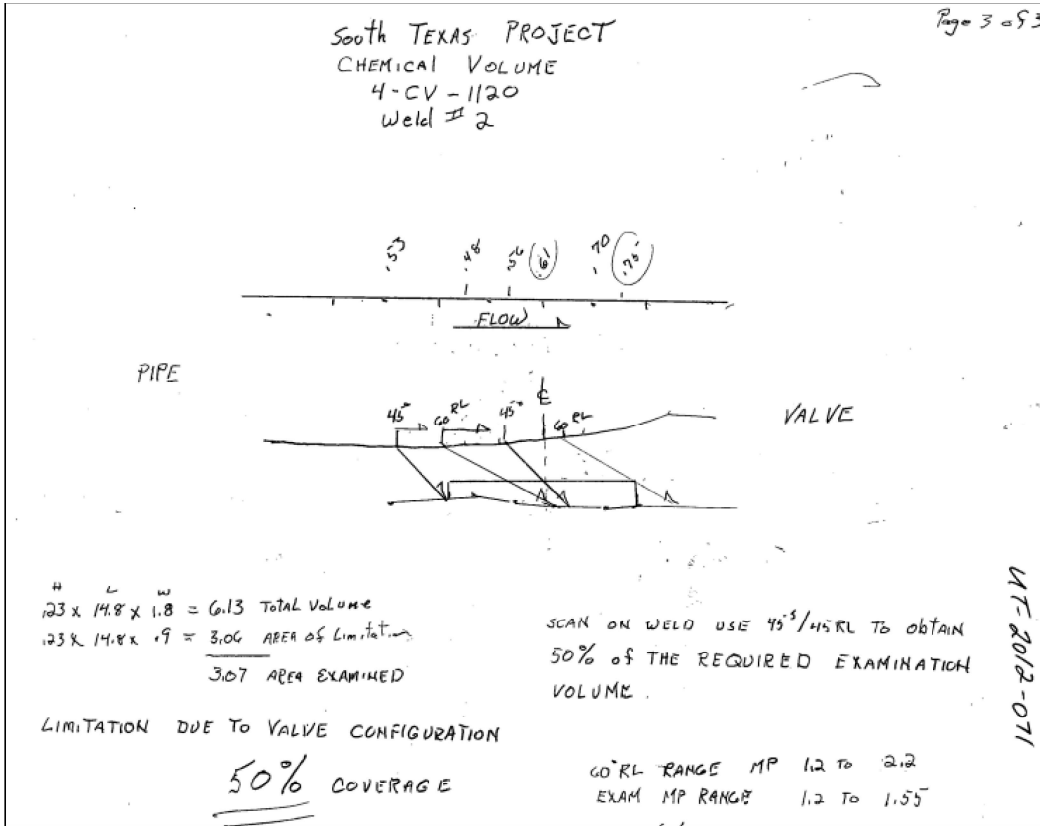 Page 3 of 3
South TEXAS PROJECT
CHEMICAL VOLUME
4-CV-1120
Weld # 2
.53 .48 .56 .61 .70 .75
FLOW
PIPE
VALVE
45° 60 RL 45° ℄ 60 RL
H L W
.23 x 14.8 x 1.8 = 6.13 TOTAL VOLUME
.23 x 14.8 x .9 = 3.06 AREA OF Limitation
3.07 AREA EXAMINED
LIMITATION DUE TO VALVE CONFIGURATION
50% COVERAGE
SCAN ON WELD USE 45°S/45RL TO ObTAIN
50% of THE REQUIRED EXAMINATION
VOLUME.
60°RL RANGE MP 1.2 To 2.2
EXAM MP RANGE 1.2 To 1.55
UT-2012-071